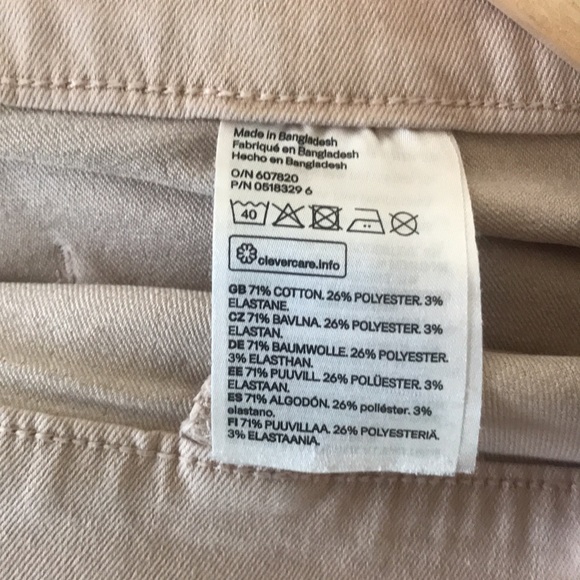 Made in Bangladesh
Fabriqué en Bangladesh
Hecho en Bangladesh
O/N 607820
P/N 0518329 6
40
clevercare.info
GB 71% COTTON. 26% POLYESTER. 3%
ELASTANE.
CZ 71% BAVLNA. 26% POLYESTER. 3%
ELASTAN.
DE 71% BAUMWOLLE. 26% POLYESTER.
3% ELASTHAN.
EE 71% PUUVILL. 26% POLÜESTER. 3%
ELASTAAN.
ES 71% ALGODÓN. 26% poliéster. 3%
elastano.
FI 71% PUUVILLAA. 26% POLYESTERIÄ.
3% ELASTAANIA.